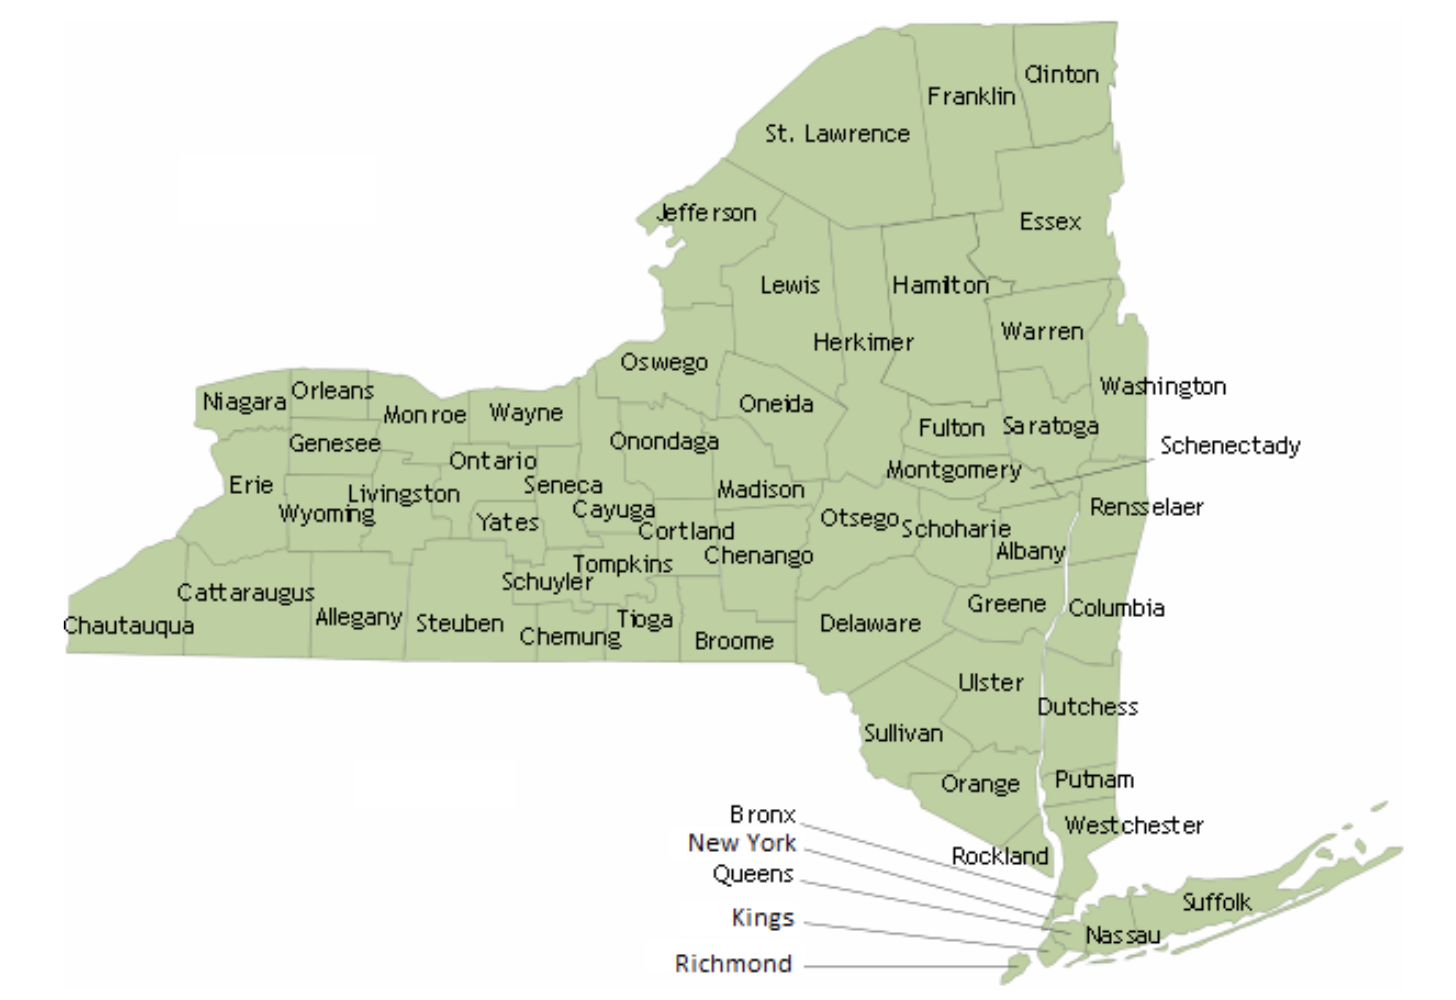 Clinton
Franklin
St. Lawrence
Jefferson
Essex
Lewis
Hamilton
Warren
Herkimer
Oswego
Washington
Orleans
Niagara
Oneida
Monroe
Wayne
Fulton
Saratoga
Genesee
Onondaga
Schenectady
Ontario
Montgomery
Erie
Seneca
Livingston
Madison
Rensselaer
Wyoming
Cayuga
Yates
Otsego
Cortland
Schoharie
Albany
Chenango
Tompkins
Schuyler
Cattaraugus
Greene
Columbia
Allegany
Tioga
Steuben
Delaware
Chautauqua
Chemung
Broome
Ulster
Dutchess
Sullivan
Putnam
Orange
Bronx
Westchester
New York
Rockland
Queens
Suffolk
Kings
Nassau
Richmond